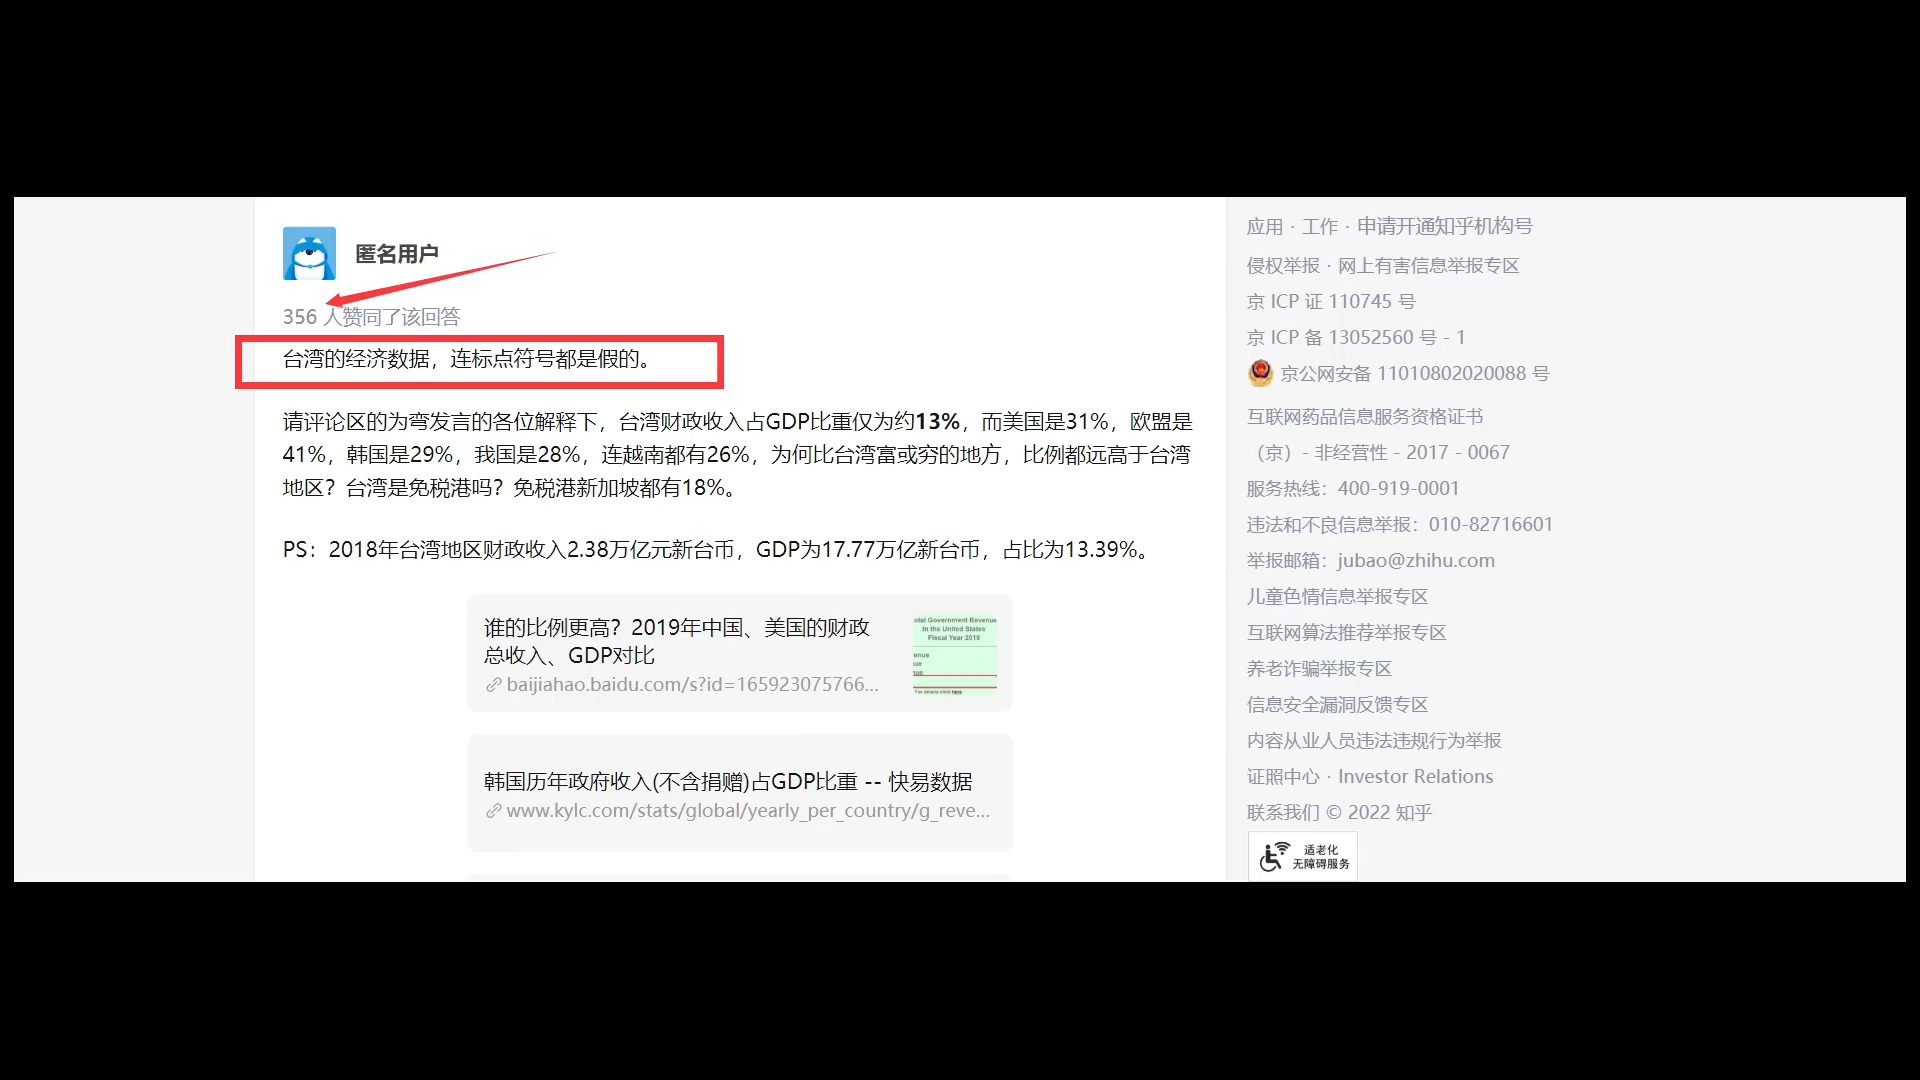 匿名用户
356 人赞同了该回答
台湾的经济数据，连标点符号都是假的。
请评论区的为弯发言的各位解释下，台湾财政收入占GDP比重仅为约13%，而美国是31%，欧盟是
41%，韩国是29%，我国是28%，连越南都有26%，为何比台湾富或穷的地方，比例都远高于台湾
地区？台湾是免税港吗？免税港新加坡都有18%。
PS：2018年台湾地区财政收入2.38万亿元新台币，GDP为17.77万亿新台币，占比为13.39%。
谁的比例更高？2019年中国、美国的财政
总收入、GDP对比
baijiahao.baidu.com/s?id=165923075766...
otal Government Revenue
in the United States
Fiscal Year 2019
enue
ue
韩国历年政府收入(不含捐赠)占GDP比重 -- 快易数据
www.kylc.com/stats/global/yearly_per_country/g_reve...
应用 · 工作 · 申请开通知乎机构号
侵权举报 · 网上有害信息举报专区
京 ICP 证 110745 号
京 ICP 备 13052560 号 - 1
京公网安备 11010802020088 号
互联网药品信息服务资格证书
（京）- 非经营性 - 2017 - 0067
服务热线：400-919-0001
违法和不良信息举报：010-82716601
举报邮箱：jubao@zhihu.com
儿童色情信息举报专区
互联网算法推荐举报专区
养老诈骗举报专区
信息安全漏洞反馈专区
内容从业人员违法违规行为举报
证照中心 · Investor Relations
联系我们 © 2022 知乎
适老化
无障碍服务